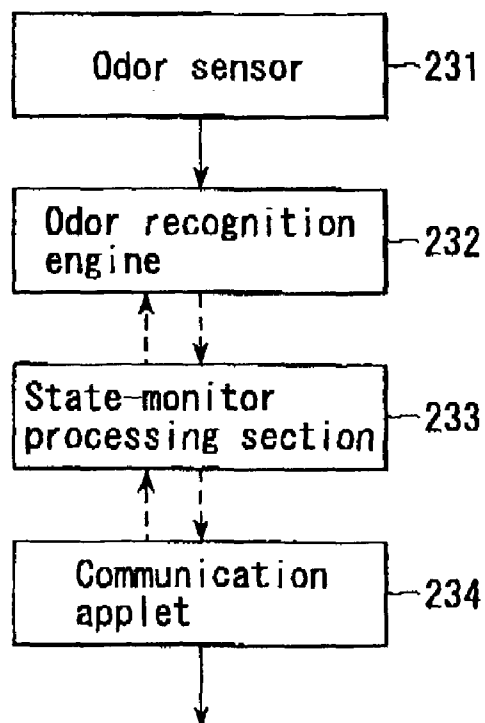 Odor sensor
231
Odor recognition
engine
232
State-monitor
processing section
233
Communication
applet
234